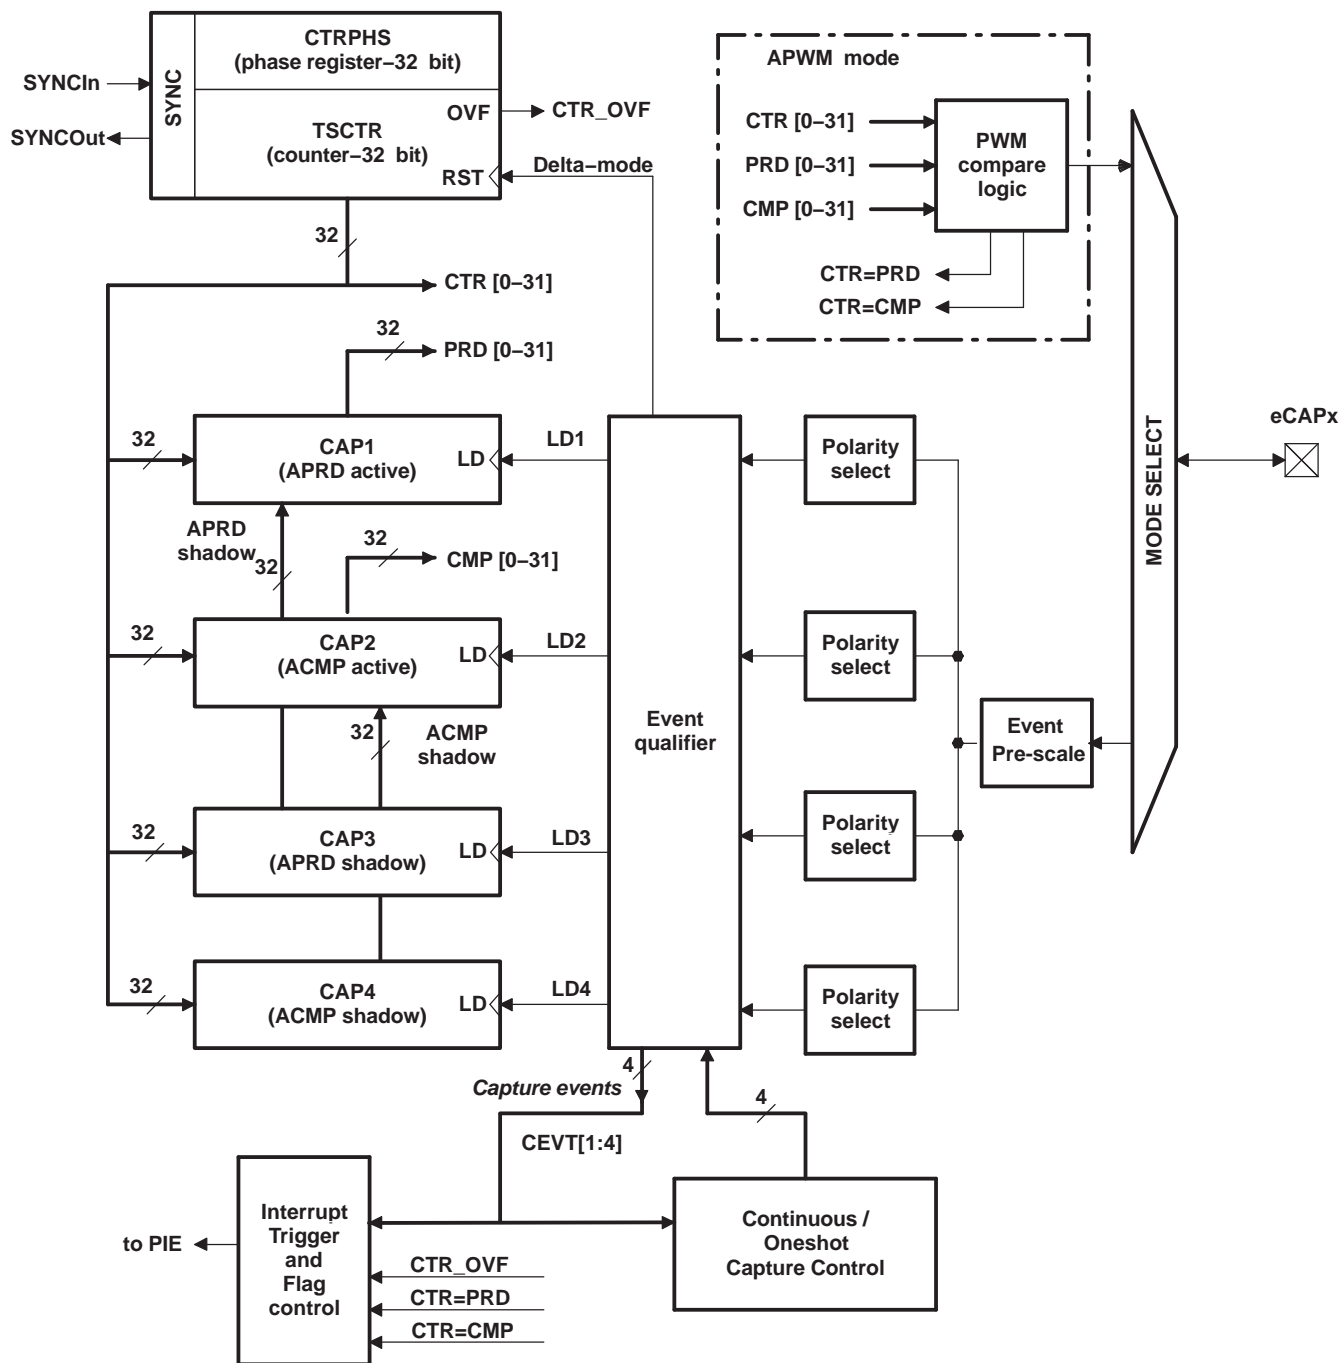 CTRPHS
(phase register−32 bit)
APWM mode
SYNC
SYNCIn
OVF
CTR_OVF
SYNCOut
TSCTR
(counter−32 bit)
RST
Delta−mode
CTR [0−31]
PRD [0−31]
CMP [0−31]
PWM
compare
logic
CTR=PRD
CTR=CMP
32
CTR [0−31]
32
PRD [0−31]
32
CAP1
(APRD active)
LD
LD1
Polarity
select
eCAPx
MODE SELECT
APRD
shadow
32
32
CMP [0−31]
32
CAP2
(ACMP active)
LD
LD2
Polarity
select
32
ACMP
shadow
Event
qualifier
Event
Pre-scale
32
CAP3
(APRD shadow)
LD
LD3
Polarity
select
32
CAP4
(ACMP shadow)
LD
LD4
Polarity
select
4
Capture events
4
CEVT[1:4]
Interrupt
Trigger
and
Flag
control
to PIE
CTR_OVF
CTR=PRD
CTR=CMP
Continuous /
Oneshot
Capture Control